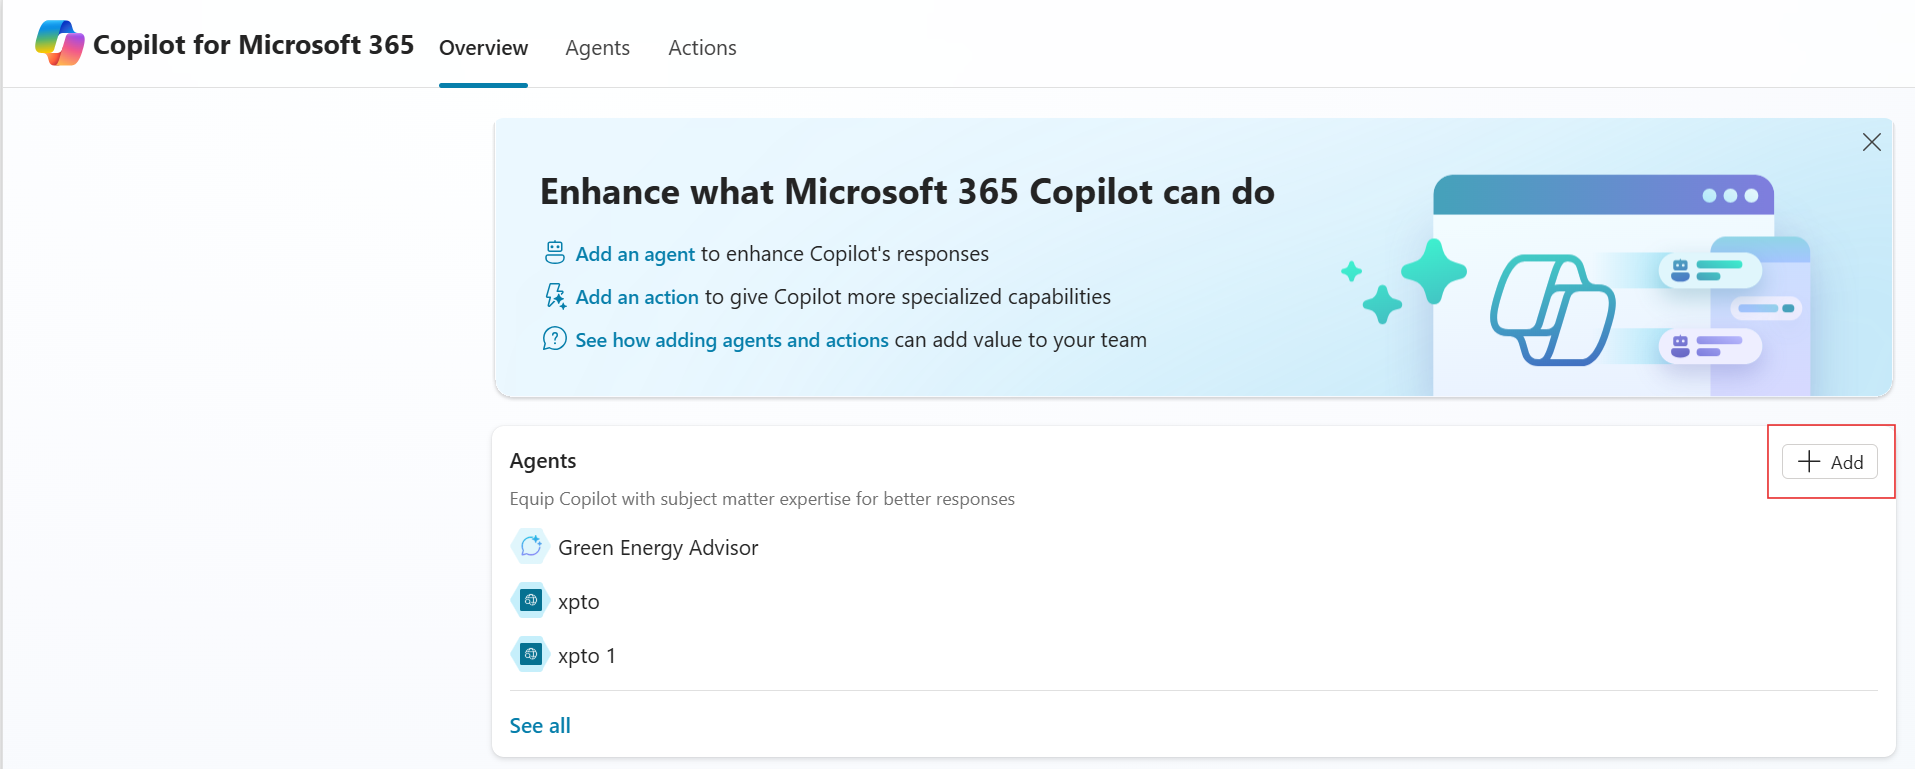 Copilot for Microsoft 365 Overview Agents Actions
Enhance what Microsoft 365 Copilot can do
Add an agent to enhance Copilot's responses
Add an action to give Copilot more specialized capabilities
See how adding agents and actions can add value to your team
Agents
Add
Equip Copilot with subject matter expertise for better responses
Green Energy Advisor
xpto
xpto 1
See all